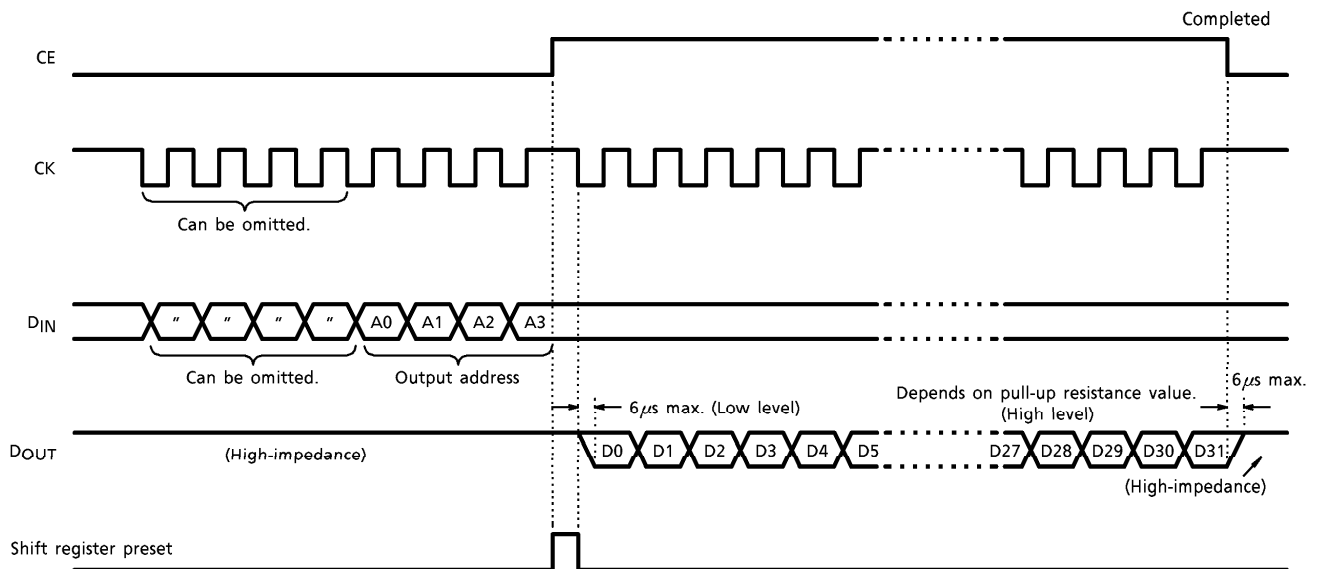 Completed
CE
CK
Can be omitted.
DIN
″ ″ ″ ″ A0 A1 A2 A3
Can be omitted.
Output address
6μs max. (Low level)
Depends on pull-up resistance value.
(High level)
6μs max.
DOUT
(High-impedance)
D0 D1 D2 D3 D4 D5 D27 D28 D29 D30 D31
(High-impedance)
Shift register preset